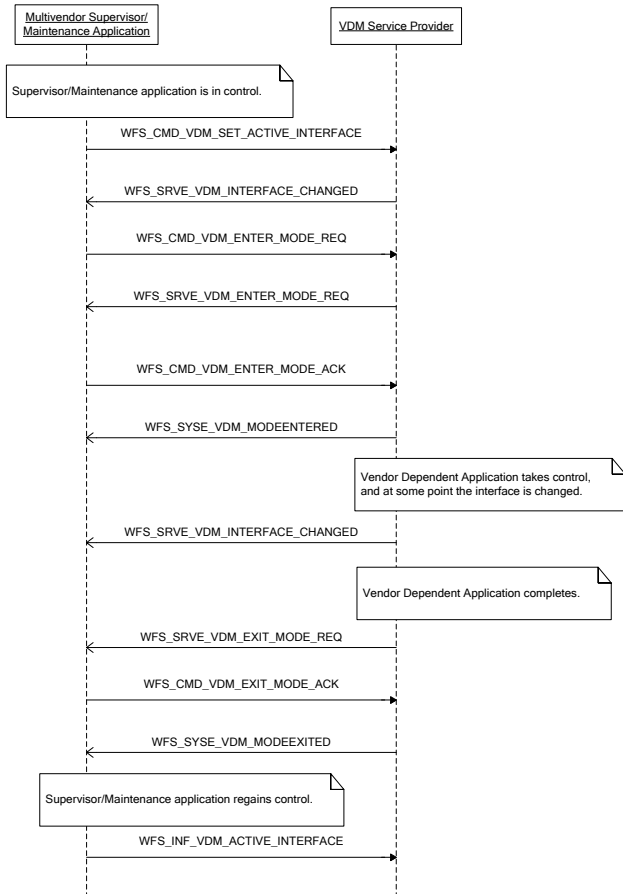 Multivendor Supervisor/
Maintenance Application
VDM Service Provider
Supervisor/Maintenance application is in control.
WFS_CMD_VDM_SET_ACTIVE_INTERFACE
WFS_SRVE_VDM_INTERFACE_CHANGED
WFS_CMD_VDM_ENTER_MODE_REQ
WFS_SRVE_VDM_ENTER_MODE_REQ
WFS_CMD_VDM_ENTER_MODE_ACK
WFS_SYSE_VDM_MODEENTERED
Vendor Dependent Application takes control,
and at some point the interface is changed.
WFS_SRVE_VDM_INTERFACE_CHANGED
Vendor Dependent Application completes.
WFS_SRVE_VDM_EXIT_MODE_REQ
WFS_CMD_VDM_EXIT_MODE_ACK
WFS_SYSE_VDM_MODEEXITED
Supervisor/Maintenance application regains control.
WFS_INF_VDM_ACTIVE_INTERFACE